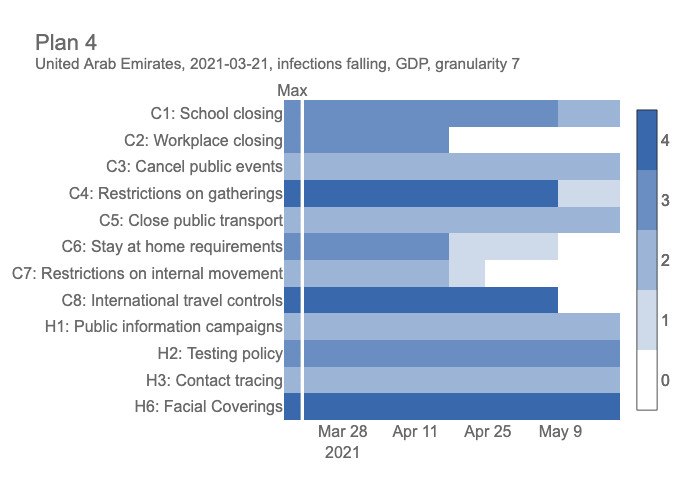 Plan 4
United Arab Emirates, 2021-03-21, infections falling, GDP, granularity 7
Max
C1: School closing
C2: Workplace closing
C3: Cancel public events
C4: Restrictions on gatherings
C5: Close public transport
C6: Stay at home requirements
C7: Restrictions on internal movement
C8: International travel controls
H1: Public information campaigns
H2: Testing policy
H3: Contact tracing
H6: Facial Coverings
4
3
2
1
0
Mar 28 Apr 11 Apr 25 May 9
2021